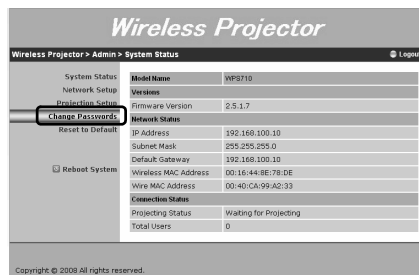 Wireless Projector
Wireless Projector > Admin > System Status
Logout
System Status
Network Setup
Projection Setup
Change Passwords
Reset to Default
Reboot System
Model Name WPS710
Versions
Firmware Version 2.5.1.7
Network Status
IP Address 192.168.100.10
Subnet Mask 255.255.255.0
Default Gateway 192.168.100.10
Wireless MAC Address 00:16:44:8E:78:DE
Wire MAC Address 00:40:CA:99:A2:33
Connection Status
Projecting Status Waiting for Projecting
Total Users 0
Copyright © 2008 All rights reserved.